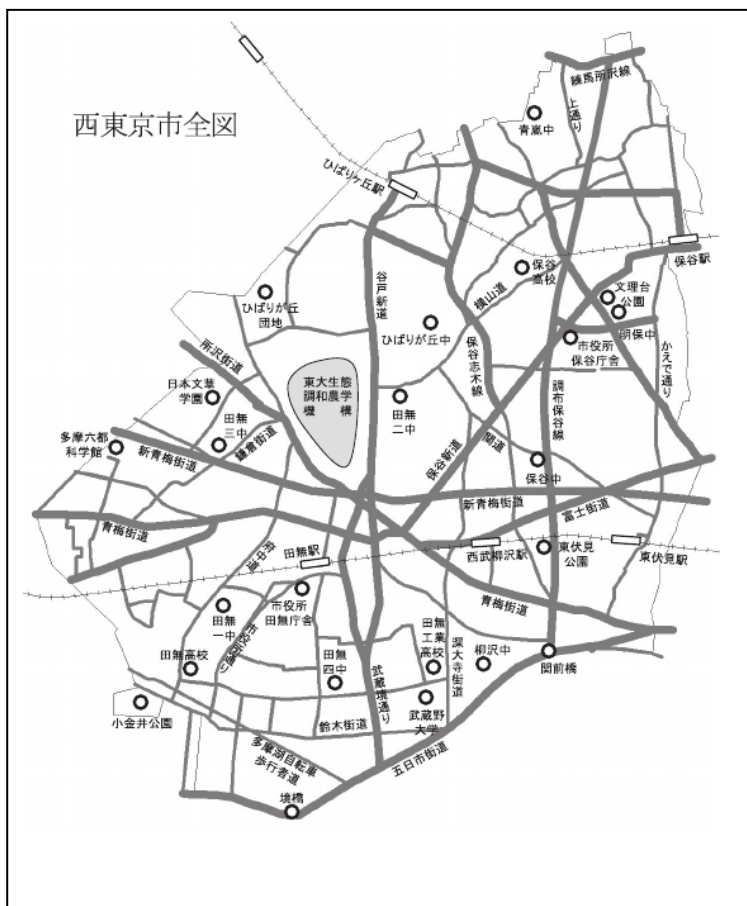 西東京市全図
練馬所沢線
上通り
青嵐中
ひばりヶ丘駅
保谷駅
保谷
高校
文理台
公園
横山道
谷戸新道
ひばりが丘
団地
ひばりが丘中
明保中
市役所
保谷庁舎
かえで通り
所沢街道
保谷志木線
東大生態
調和農学
機構
日本文華
学園
田無
二中
調布保谷線
田無
三中
鎌倉街道
多摩六都
科学館
新青梅街道
保谷新道
関道
保谷中
新青梅街道
富士街道
青梅街道
府中道
田無駅
西武柳沢駅
東伏見
公園
東伏見駅
市役所
田無庁舎
青梅街道
田無
一中
市役所通り
田無
工業
高校
深大寺街道
柳沢中
関前橋
田無高校
田無
四中
武蔵境通り
小金井公園
武蔵野
大学
鈴木街道
多摩湖自転車
歩行者道
五日市街道
境橋